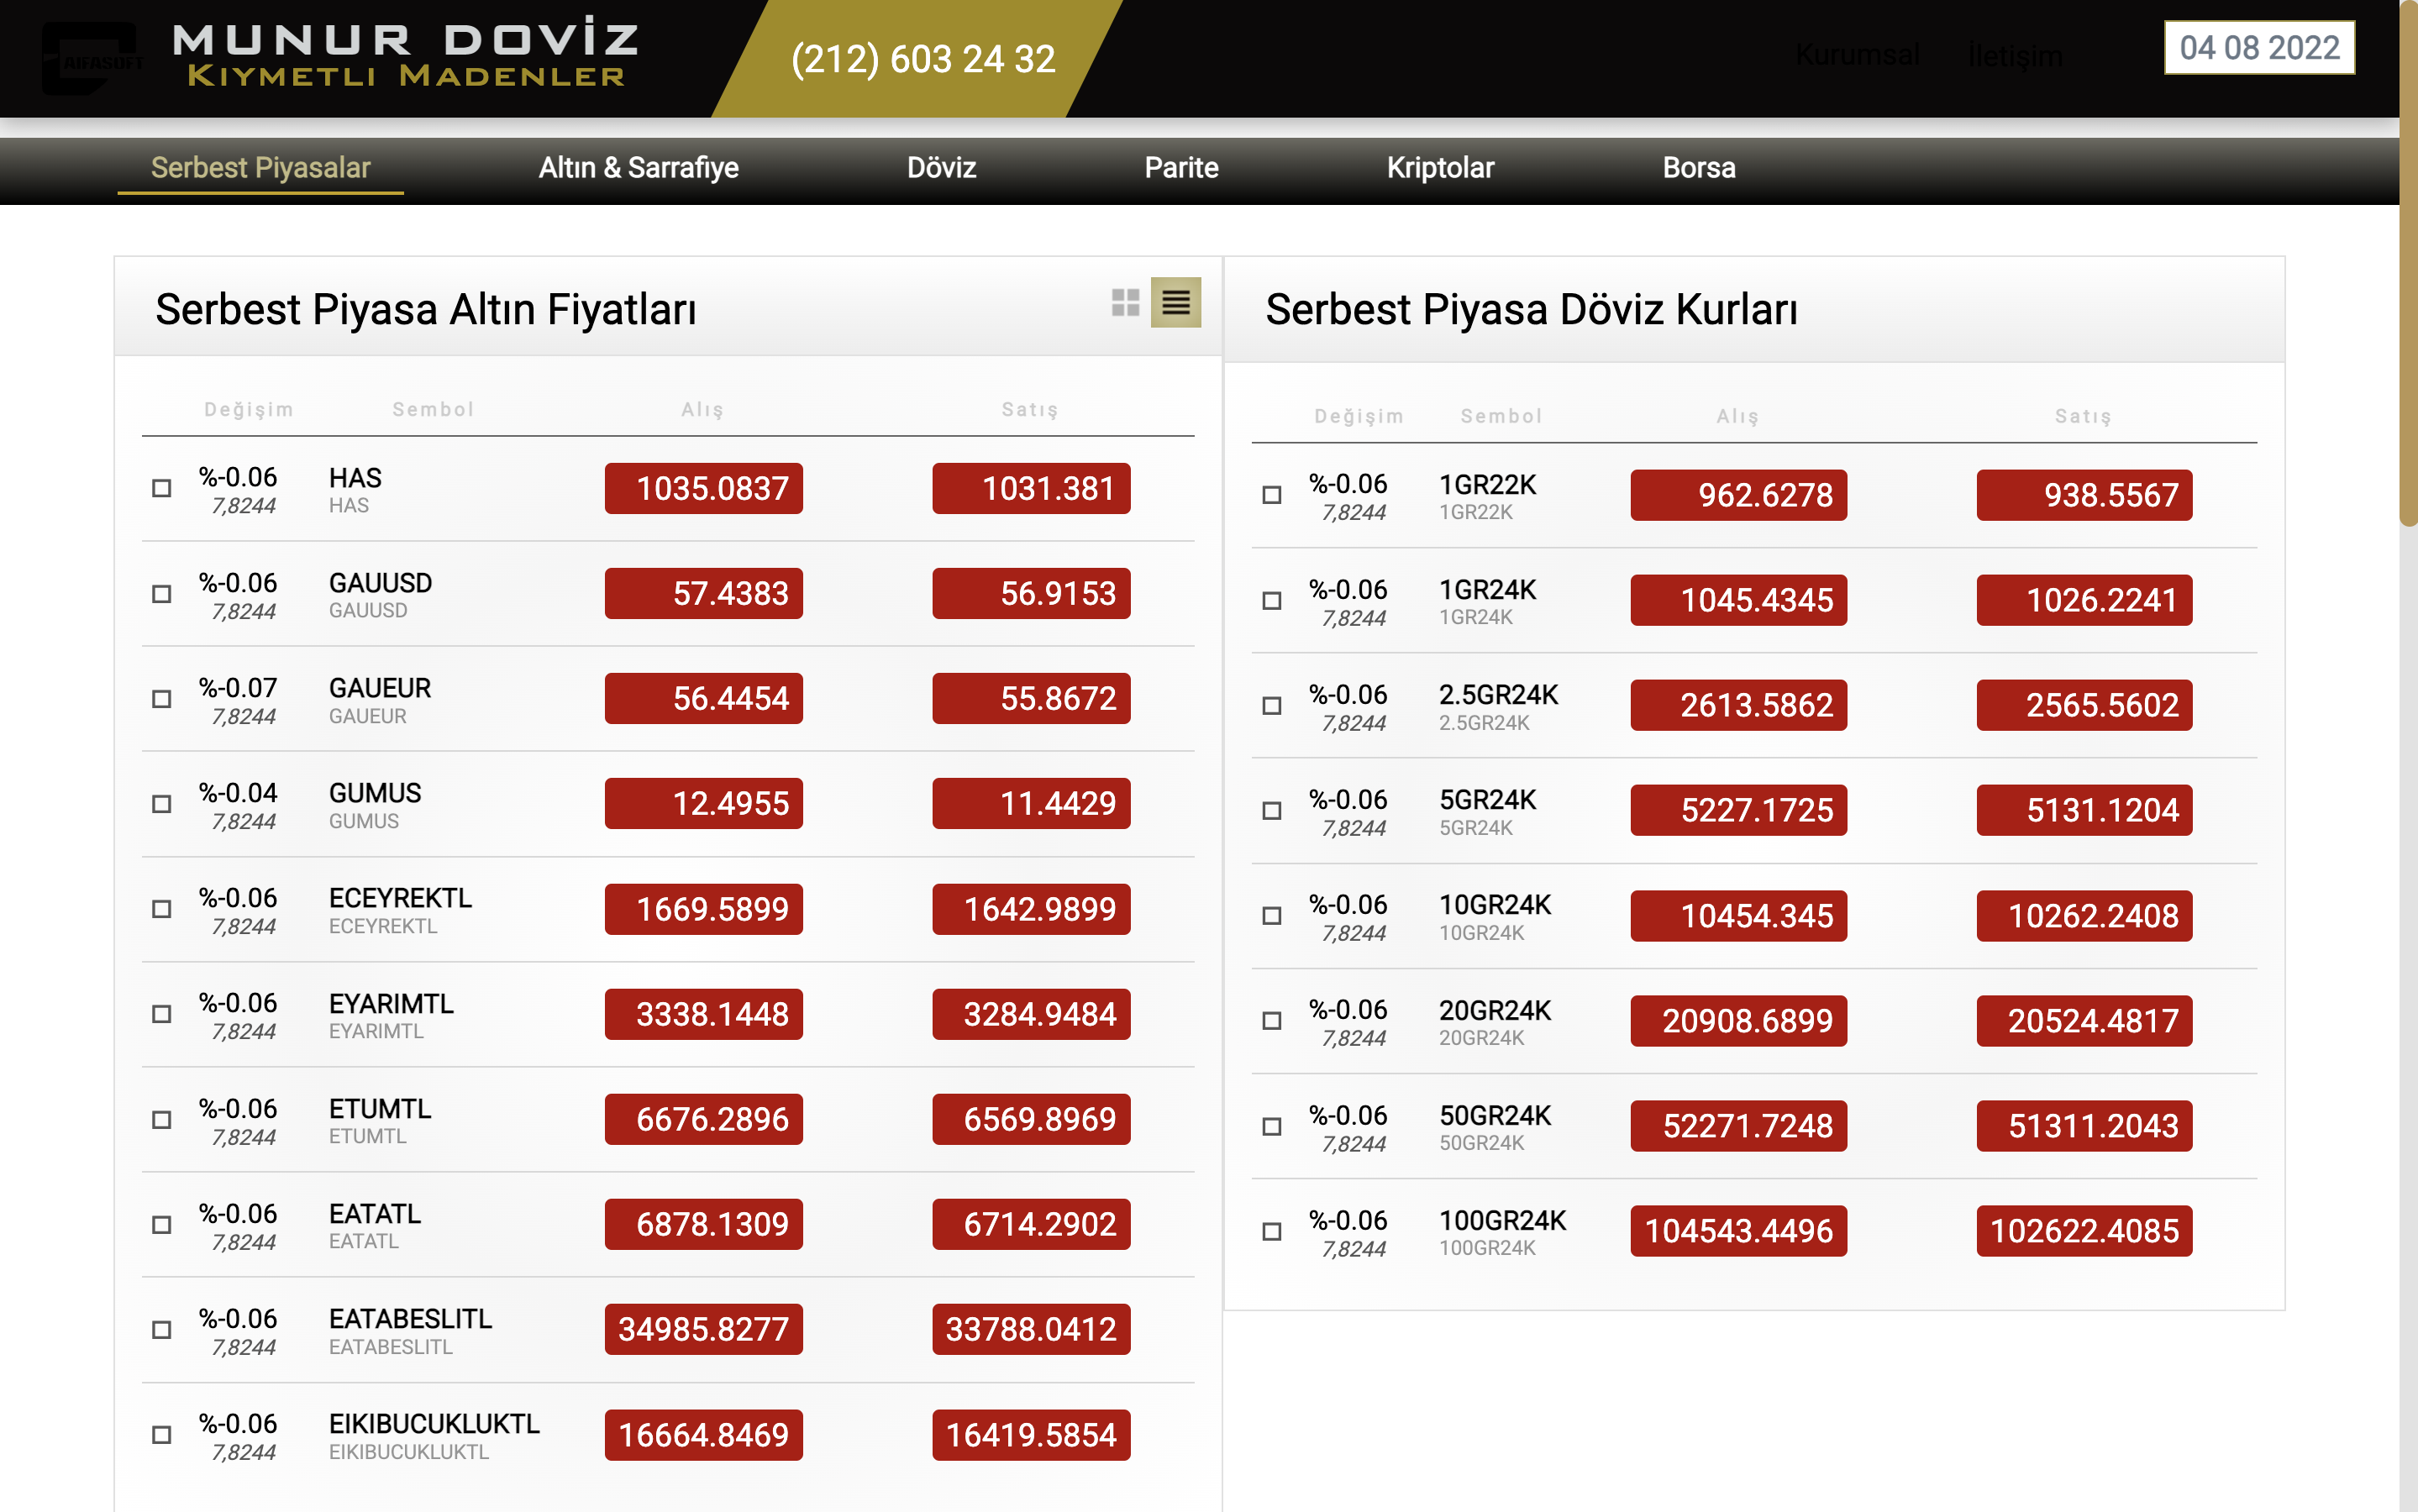 AIFASOFT
MUNUR DOVİZ
KIYMETLI MADENLER
(212) 603 24 32
Kurumsal İletişim
04 08 2022
Serbest Piyasalar Altın & Sarrafiye Döviz Parite Kriptolar Borsa
Serbest Piyasa Altın Fiyatları
Değişim Sembol Alış Satış
%-0.06 HAS 1035.0837 1031.381
7,8244 HAS
%-0.06 GAUUSD 57.4383 56.9153
7,8244 GAUUSD
%-0.07 GAUEUR 56.4454 55.8672
7,8244 GAUEUR
%-0.04 GUMUS 12.4955 11.4429
7,8244 GUMUS
%-0.06 ECEYREKTL 1669.5899 1642.9899
7,8244 ECEYREKTL
%-0.06 EYARIMTL 3338.1448 3284.9484
7,8244 EYARIMTL
%-0.06 ETUMTL 6676.2896 6569.8969
7,8244 ETUMTL
%-0.06 EATATL 6878.1309 6714.2902
7,8244 EATATL
%-0.06 EATABESLITL 34985.8277 33788.0412
7,8244 EATABESLITL
%-0.06 EIKIBUCUKLUKTL 16664.8469 16419.5854
7,8244 EIKIBUCUKLUKTL
Serbest Piyasa Döviz Kurları
Değişim Sembol Alış Satış
%-0.06 1GR22K 962.6278 938.5567
7,8244 1GR22K
%-0.06 1GR24K 1045.4345 1026.2241
7,8244 1GR24K
%-0.06 2.5GR24K 2613.5862 2565.5602
7,8244 2.5GR24K
%-0.06 5GR24K 5227.1725 5131.1204
7,8244 5GR24K
%-0.06 10GR24K 10454.345 10262.2408
7,8244 10GR24K
%-0.06 20GR24K 20908.6899 20524.4817
7,8244 20GR24K
%-0.06 50GR24K 52271.7248 51311.2043
7,8244 50GR24K
%-0.06 100GR24K 104543.4496 102622.4085
7,8244 100GR24K